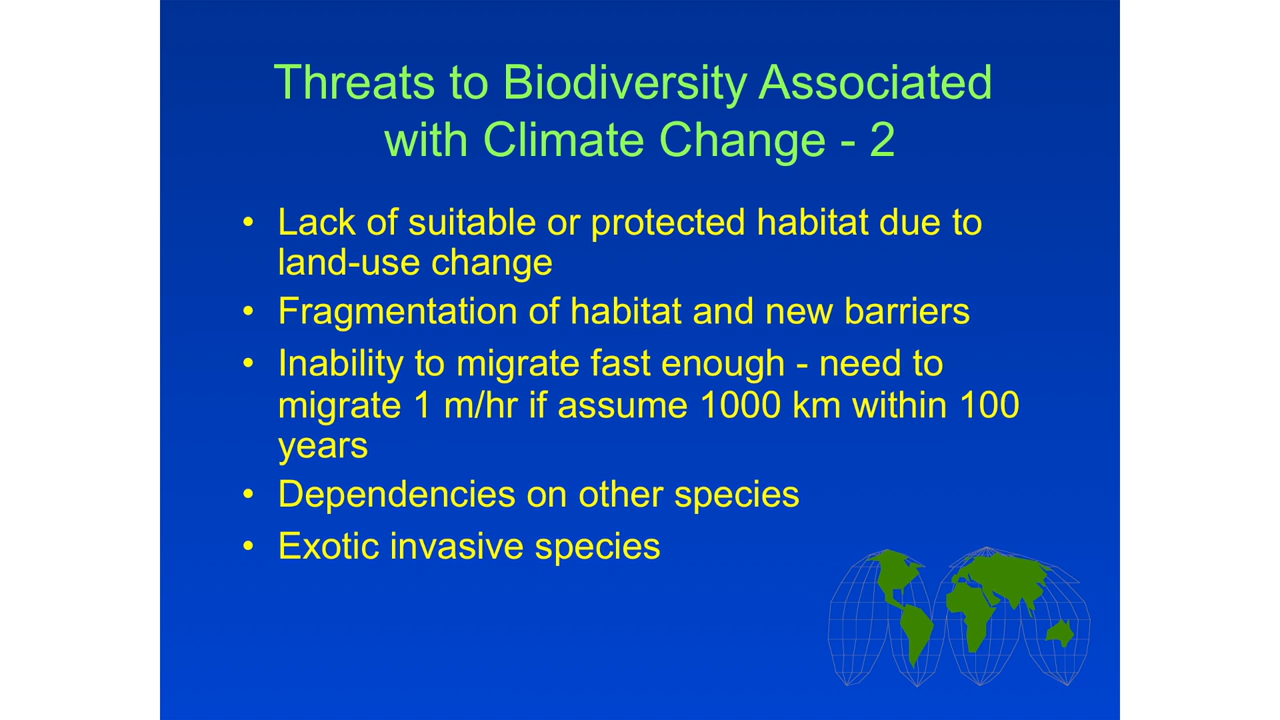 Threats to Biodiversity Associated
with Climate Change - 2
• Lack of suitable or protected habitat due to
land-use change
• Fragmentation of habitat and new barriers
• Inability to migrate fast enough - need to
migrate 1 m/hr if assume 1000 km within 100
years
• Dependencies on other species
• Exotic invasive species